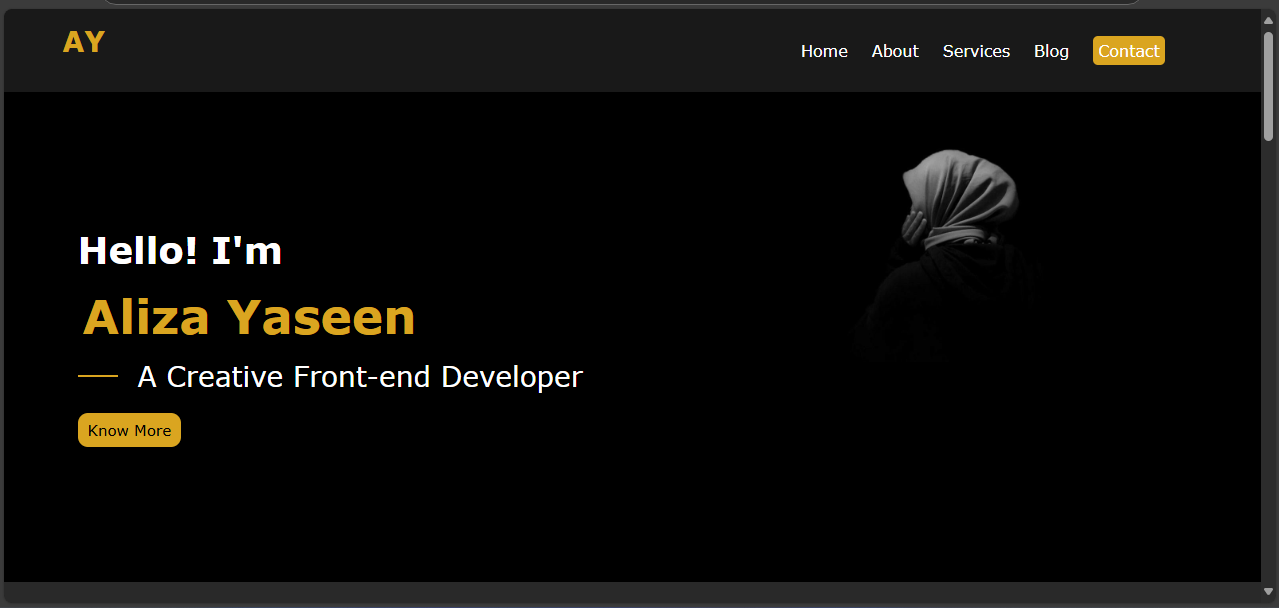 AY
Home About Services Blog Contact
Hello! I'm
Aliza Yaseen
A Creative Front-end Developer
Know More